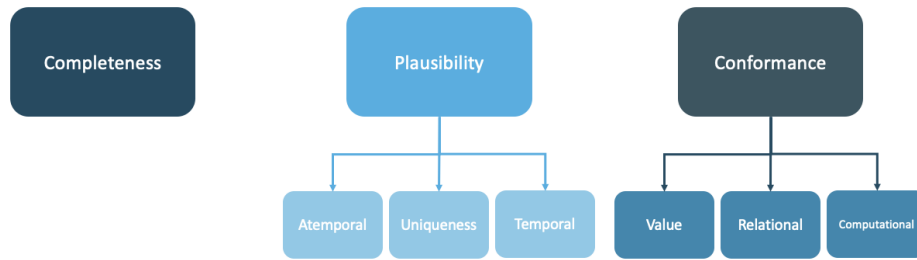 Completeness
Plausibility
Conformance
Atemporal
Uniqueness
Temporal
Value
Relational
Computational